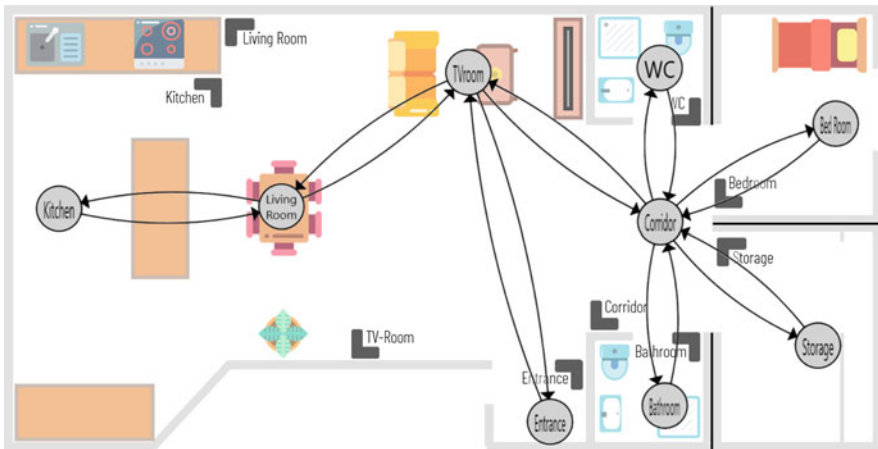 Living Room
TVroom
WC
Kitchen
WC
Bed Room
Bedroom
Kitchen
Living
Room
Corridor
Storage
Corridor
TV-Room
Bathroom
Storage
Entrance
Bathroom
Entrance